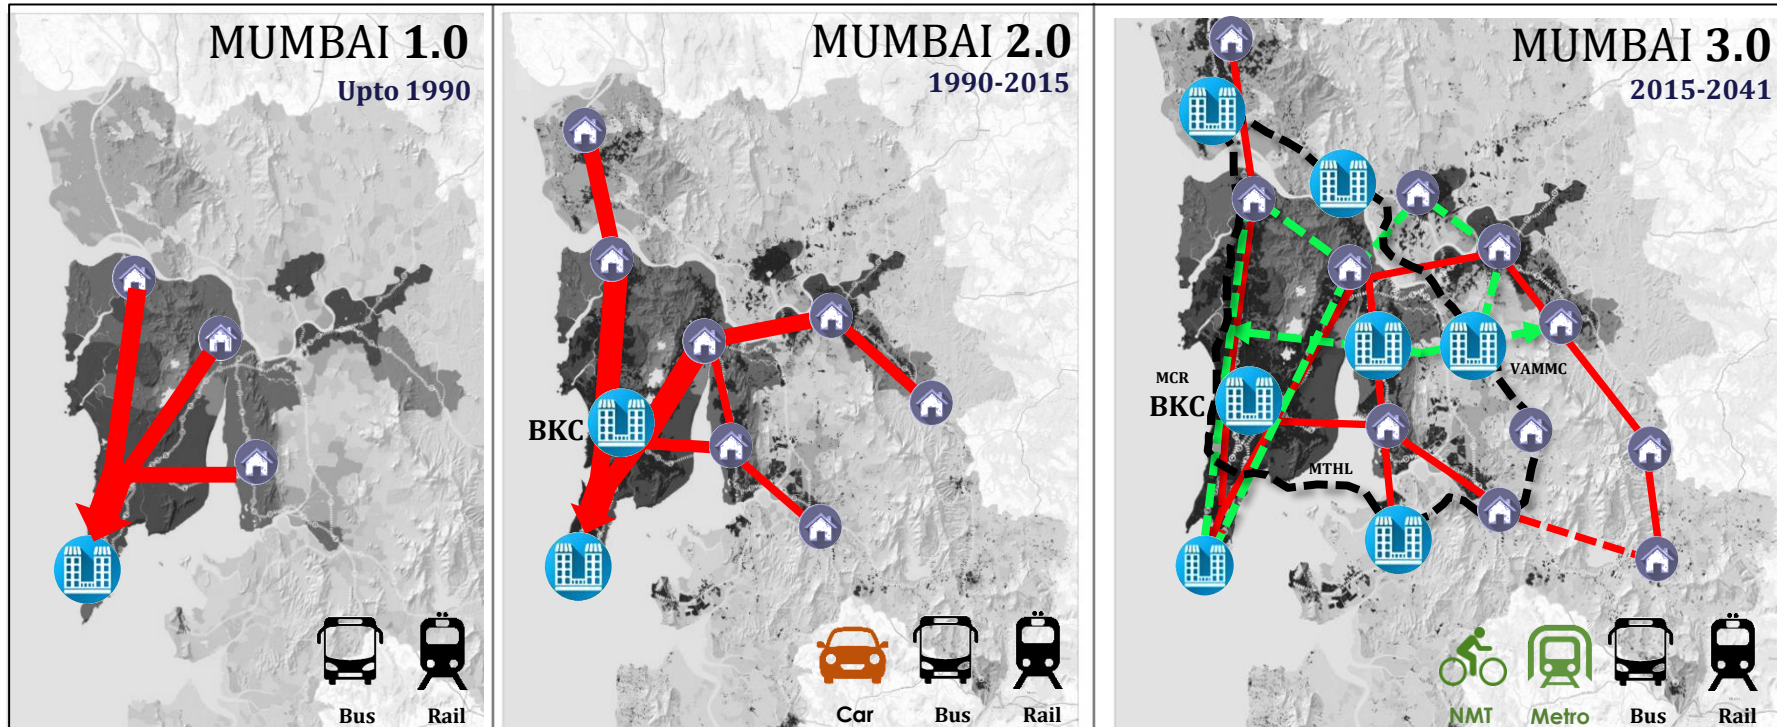 MUMBAI 1.0
Upto 1990
Bus
Rail
MUMBAI 2.0
1990-2015
BKC
Car
Bus
Rail
MUMBAI 3.0
2015-2041
MCR
BKC
VAMMC
MTHL
NMT
Metro
Bus
Rail